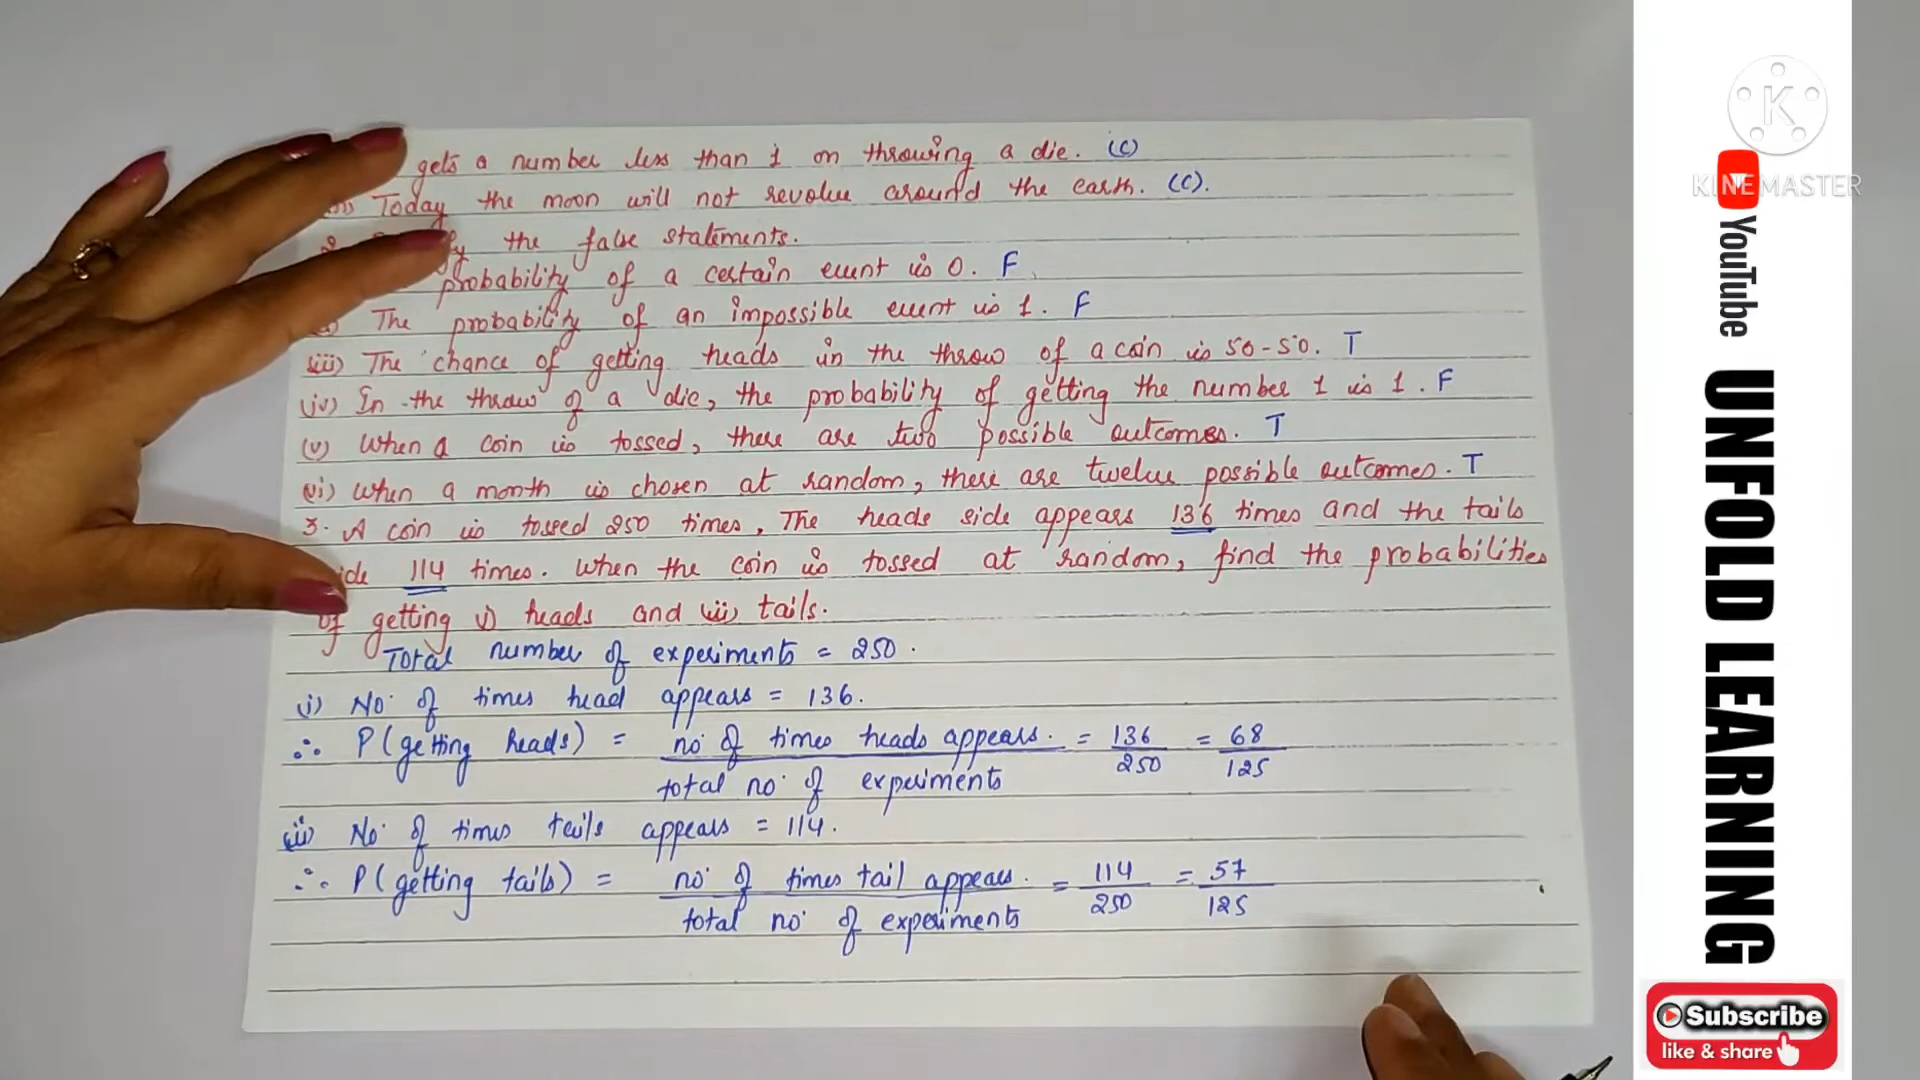 gets a number less than 1 on throwing a die. (c)
Today the moon will not revolve around the earth. (C).
the false statements.
probability of a certain event is 0. F
The probability of an impossible event is 1. F
iii) The chance of getting heads in the throw of a coin is 50-50. T
(iv) In the throw of a die, the probability of getting the number 1 is 1. F
(v) When a coin is tossed, there are two possible outcomes. T
(vi) When a month is chosen at random, there are twelve possible outcomes. T
3. A coin is tossed 250 times, The heads side appears 136 times and the tails
114 times. When the coin is tossed at random, find the probabilities
of getting i) heads and ii) tails.
Total number of experiments = 250.
(i) No. of times head appears = 136.
∴ P(getting heads) = no. of times heads appears. / total no. of experiments = 136/250 = 68/125
(ii) No. of times tails appears = 114.
∴ P(getting tails) = no. of times tail appears. / total no. of experiments = 114/250 = 57/125
K
KINEMASTER
YouTube
UNFOLD LEARNING
Subscribe
like & share